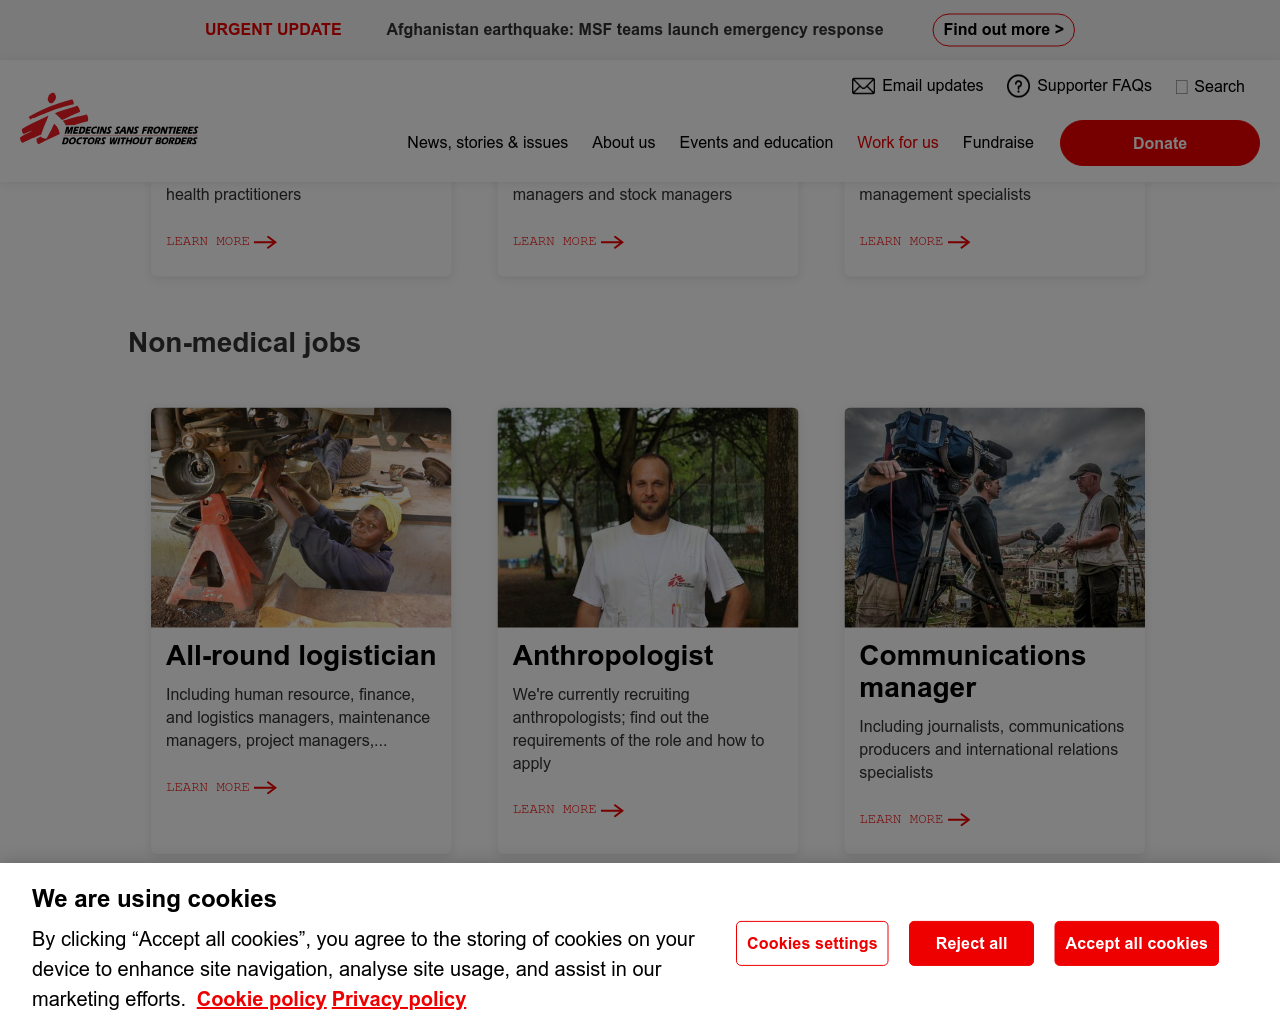 URGENT UPDATE
Afghanistan earthquake: MSF teams launch emergency response
Find out more >
Email updates
Supporter FAQs
Search
MEDECINS SANS FRONTIERES
DOCTORS WITHOUT BORDERS
News, stories & issues
About us
Events and education
Work for us
Fundraise
Donate
health practitioners
LEARN MORE
managers and stock managers
LEARN MORE
management specialists
LEARN MORE
Non-medical jobs
All-round logistician
Including human resource, finance,
and logistics managers, maintenance
managers, project managers,...
LEARN MORE
Anthropologist
We're currently recruiting
anthropologists; find out the
requirements of the role and how to
apply
LEARN MORE
Communications
manager
Including journalists, communications
producers and international relations
specialists
LEARN MORE
We are using cookies
By clicking “Accept all cookies”, you agree to the storing of cookies on your
device to enhance site navigation, analyse site usage, and assist in our
marketing efforts. Cookie policy Privacy policy
Cookies settings
Reject all
Accept all cookies